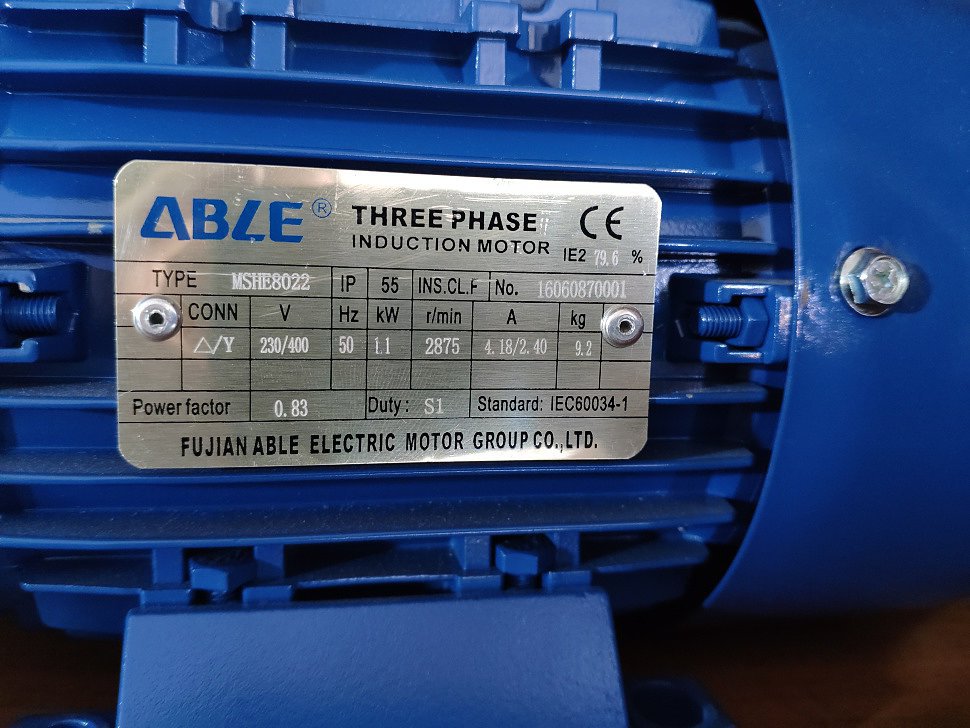 ABLE® THREE PHASE INDUCTION MOTOR CE
IE2 79.6 %
TYPE MSHE8022 IP 55 INS.CL.F No. 16060870001
CONN V Hz kW r/min A kg
△/Y 230/400 50 1.1 2875 4.18/2.40 9.2
Power factor 0.83 Duty: S1 Standard: IEC60034-1
FUJIAN ABLE ELECTRIC MOTOR GROUP CO., LTD.